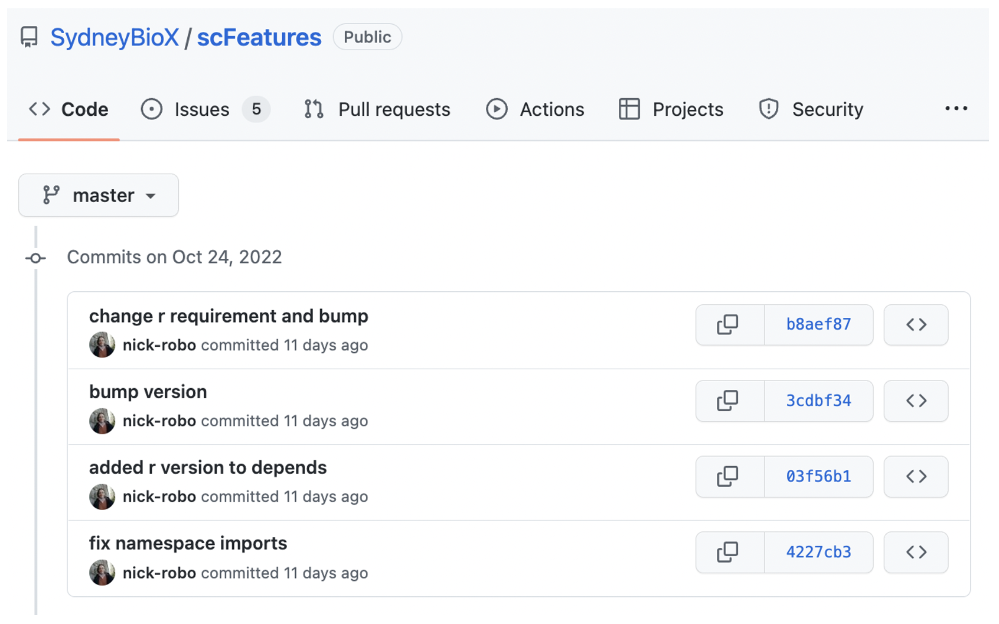 SydneyBioX / scFeatures Public
Code Issues 5 Pull requests Actions Projects Security ...
master
Commits on Oct 24, 2022
change r requirement and bump
nick-robo committed 11 days ago b8aef87
bump version
nick-robo committed 11 days ago 3cdbf34
added r version to depends
nick-robo committed 11 days ago 03f56b1
fix namespace imports
nick-robo committed 11 days ago 4227cb3